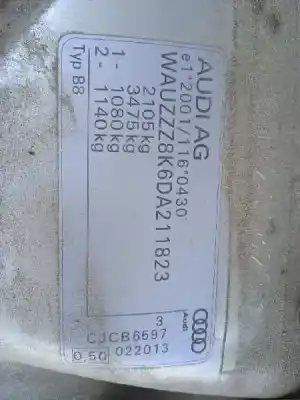 AUDI AG
e1*2001/116*0430
WAUZZZ8K6DA211823
2105 kg
3475 kg
1- 1080 kg
2- 1140 kg
Typ B8
Audi
3
CJCB6597
0,50 022013